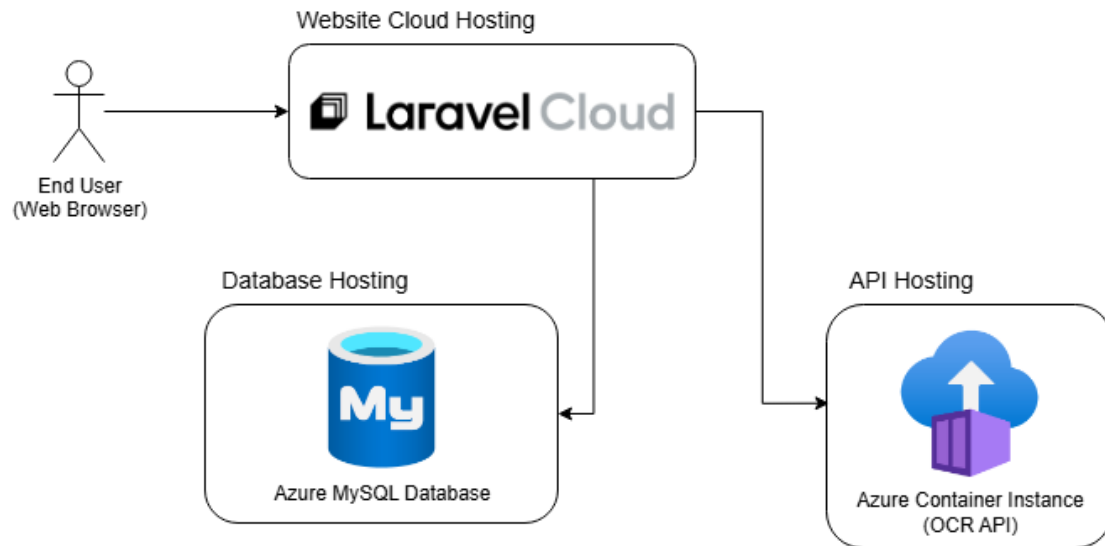 Website Cloud Hosting
Laravel Cloud
End User
(Web Browser)
Database Hosting
My
Azure MySQL Database
API Hosting
Azure Container Instance
(OCR API)